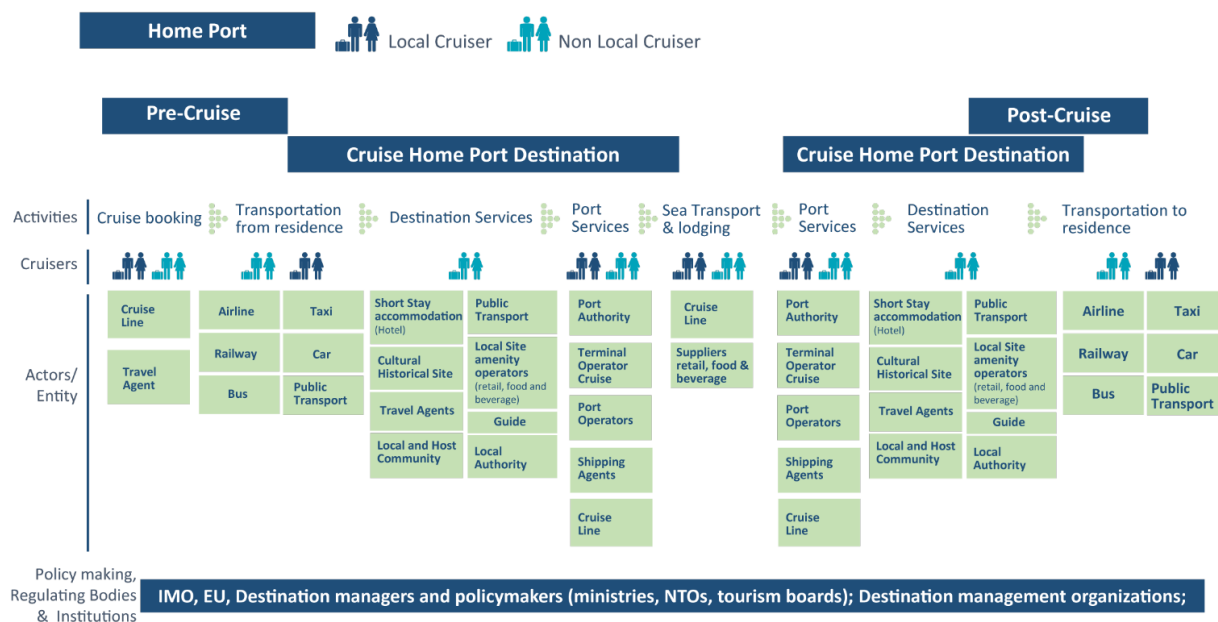 Home Port
Local Cruiser
Non Local Cruiser
Pre-Cruise
Post-Cruise
Cruise Home Port Destination
Cruise Home Port Destination
Activities
Cruise booking
Transportation
from residence
Destination Services
Port
Services
Sea Transport
& lodging
Port
Services
Destination
Services
Transportation to
residence
Cruisers
Actors/
Entity
Cruise
Line
Travel
Agent
Airline
Railway
Bus
Taxi
Car
Public
Transport
Short Stay
accommodation
(Hotel)
Cultural
Historical Site
Travel Agents
Local and Host
Community
Public
Transport
Local Site
amenity
operators
(retail, food and
beverage)
Guide
Local
Authority
Port
Authority
Terminal
Operator
Cruise
Port
Operators
Shipping
Agents
Cruise
Line
Cruise
Line
Suppliers
retail, food &
beverage
Port
Authority
Terminal
Operator
Cruise
Port
Operators
Shipping
Agents
Cruise
Line
Short Stay
accommodation
(Hotel)
Cultural
Historical Site
Travel Agents
Local and Host
Community
Public
Transport
Local Site
amenity
operators
(retail, food and
beverage)
Guide
Local
Authority
Airline
Railway
Bus
Taxi
Car
Public
Transport
Policy making,
Regulating Bodies
& Institutions
IMO, EU, Destination managers and policymakers (ministries, NTOs, tourism boards); Destination management organizations;